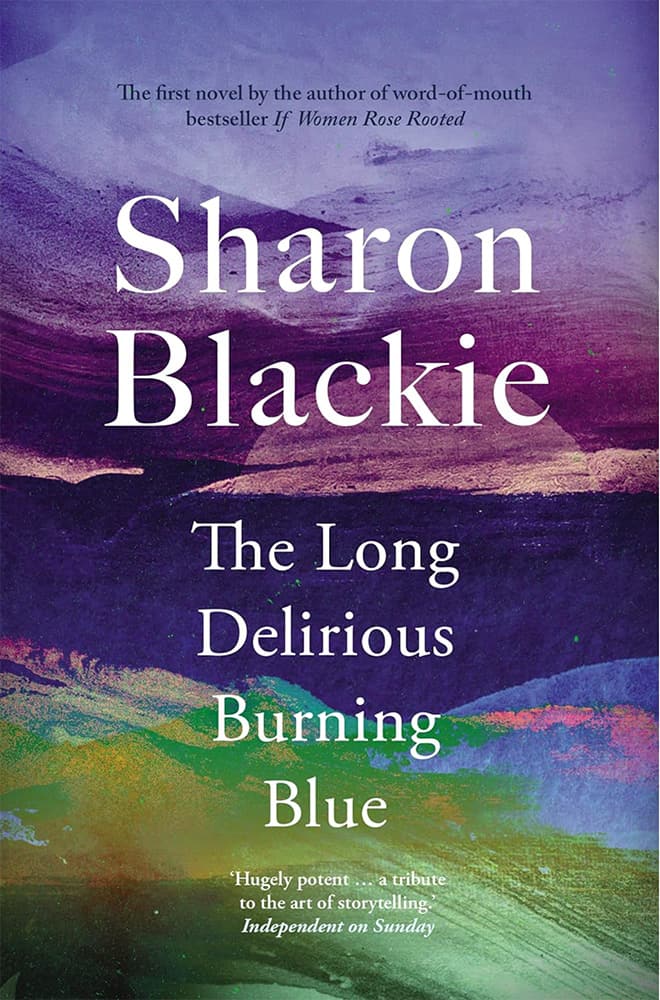 The first novel by the author of word-of-mouth
bestseller If Women Rose Rooted
Sharon
Blackie
The Long
Delirious
Burning
Blue
‘Hugely potent … a tribute
to the art of storytelling.’
Independent on Sunday